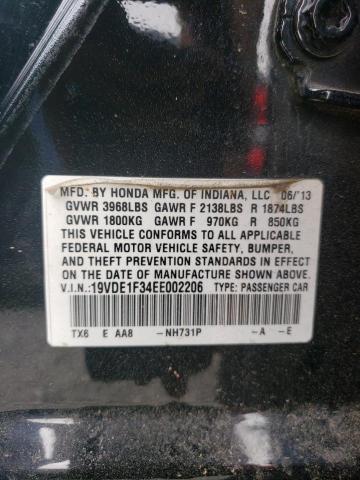 MFD. BY HONDA MFG. OF INDIANA, LLC 06/'13
GVWR 3968LBS GAWR F 2138LBS R 1874LBS
GVWR 1800KG GAWR F 970KG R 850KG
THIS VEHICLE CONFORMS TO ALL APPLICABLE
FEDERAL MOTOR VEHICLE SAFETY, BUMPER,
AND THEFT PREVENTION STANDARDS IN EFFECT
ON THE DATE OF MANUFACTURE SHOWN ABOVE.
V.I.N.:19VDE1F34EE002206 TYPE: PASSENGER CAR
TX6 E AA8 -NH731P -A -E